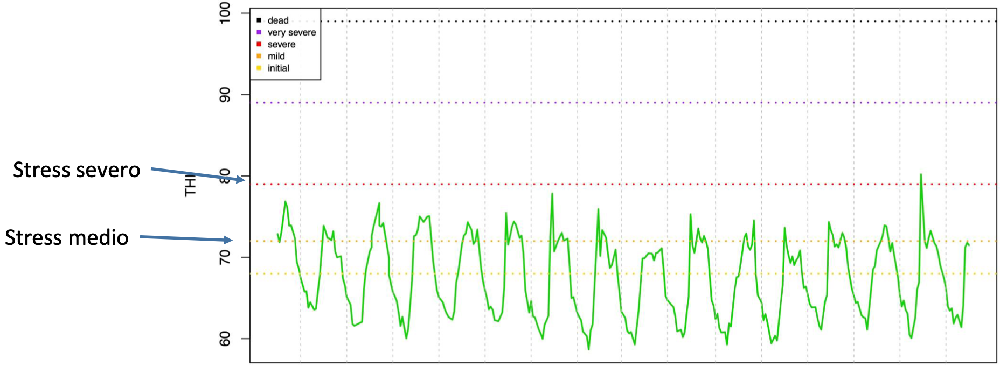 100
dead
very severe
severe
mild
initial
90
Stress severo
80
THI
Stress medio
70
60